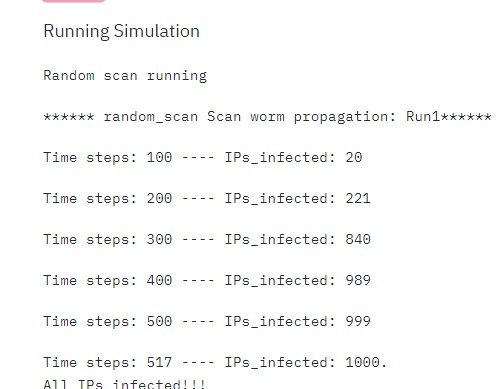 Running Simulation
Random scan running
****** random_scan Scan worm propagation: Run1******
Time steps: 100 ---- IPs_infected: 20
Time steps: 200 ---- IPs_infected: 221
Time steps: 300 ---- IPs_infected: 840
Time steps: 400 ---- IPs_infected: 989
Time steps: 500 ---- IPs_infected: 999
Time steps: 517 ---- IPs_infected: 1000.
All IPs infected!!!